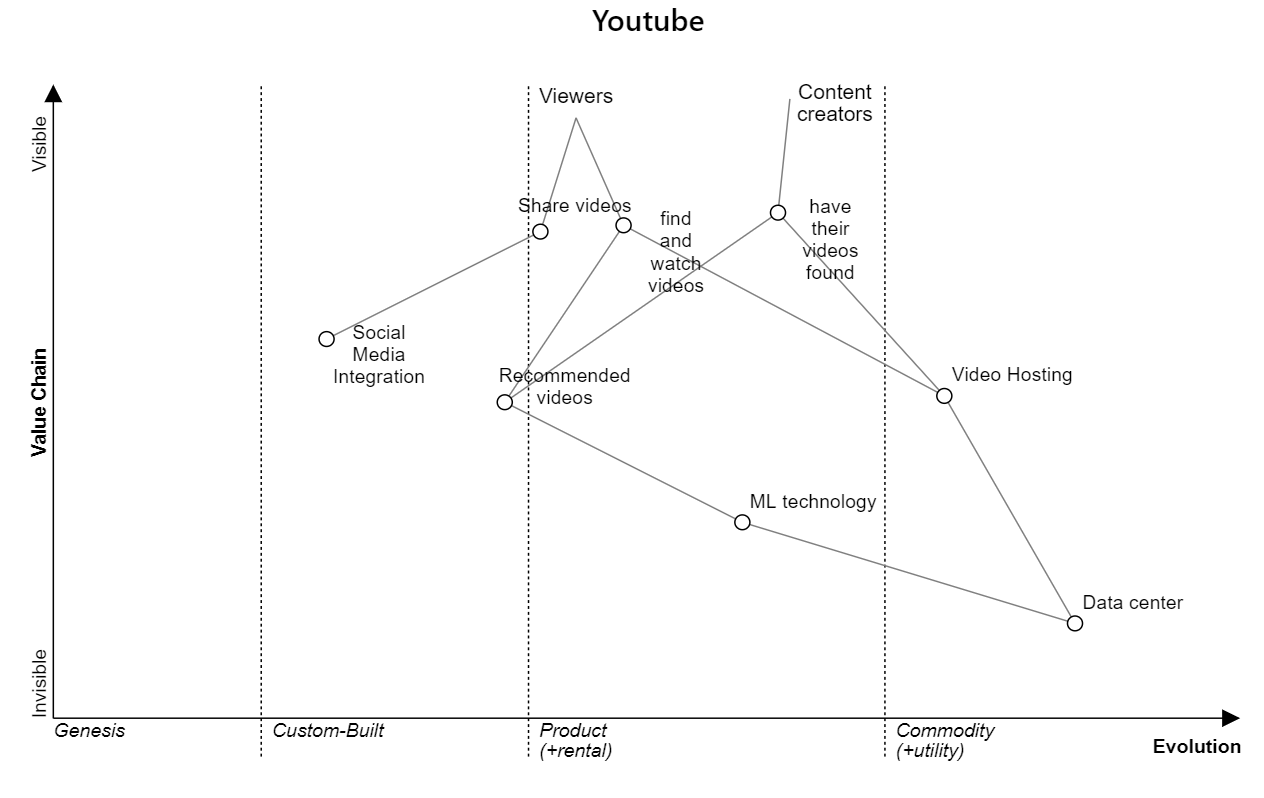 Youtube
Viewers
Content
creators
Visible
Share videos
find
and
watch
videos
have
their
videos
found
Social
Media
Integration
Recommended
videos
Video Hosting
Value Chain
ML technology
Data center
Invisible
Genesis
Custom-Built
Product
(+rental)
Commodity
(+utility)
Evolution